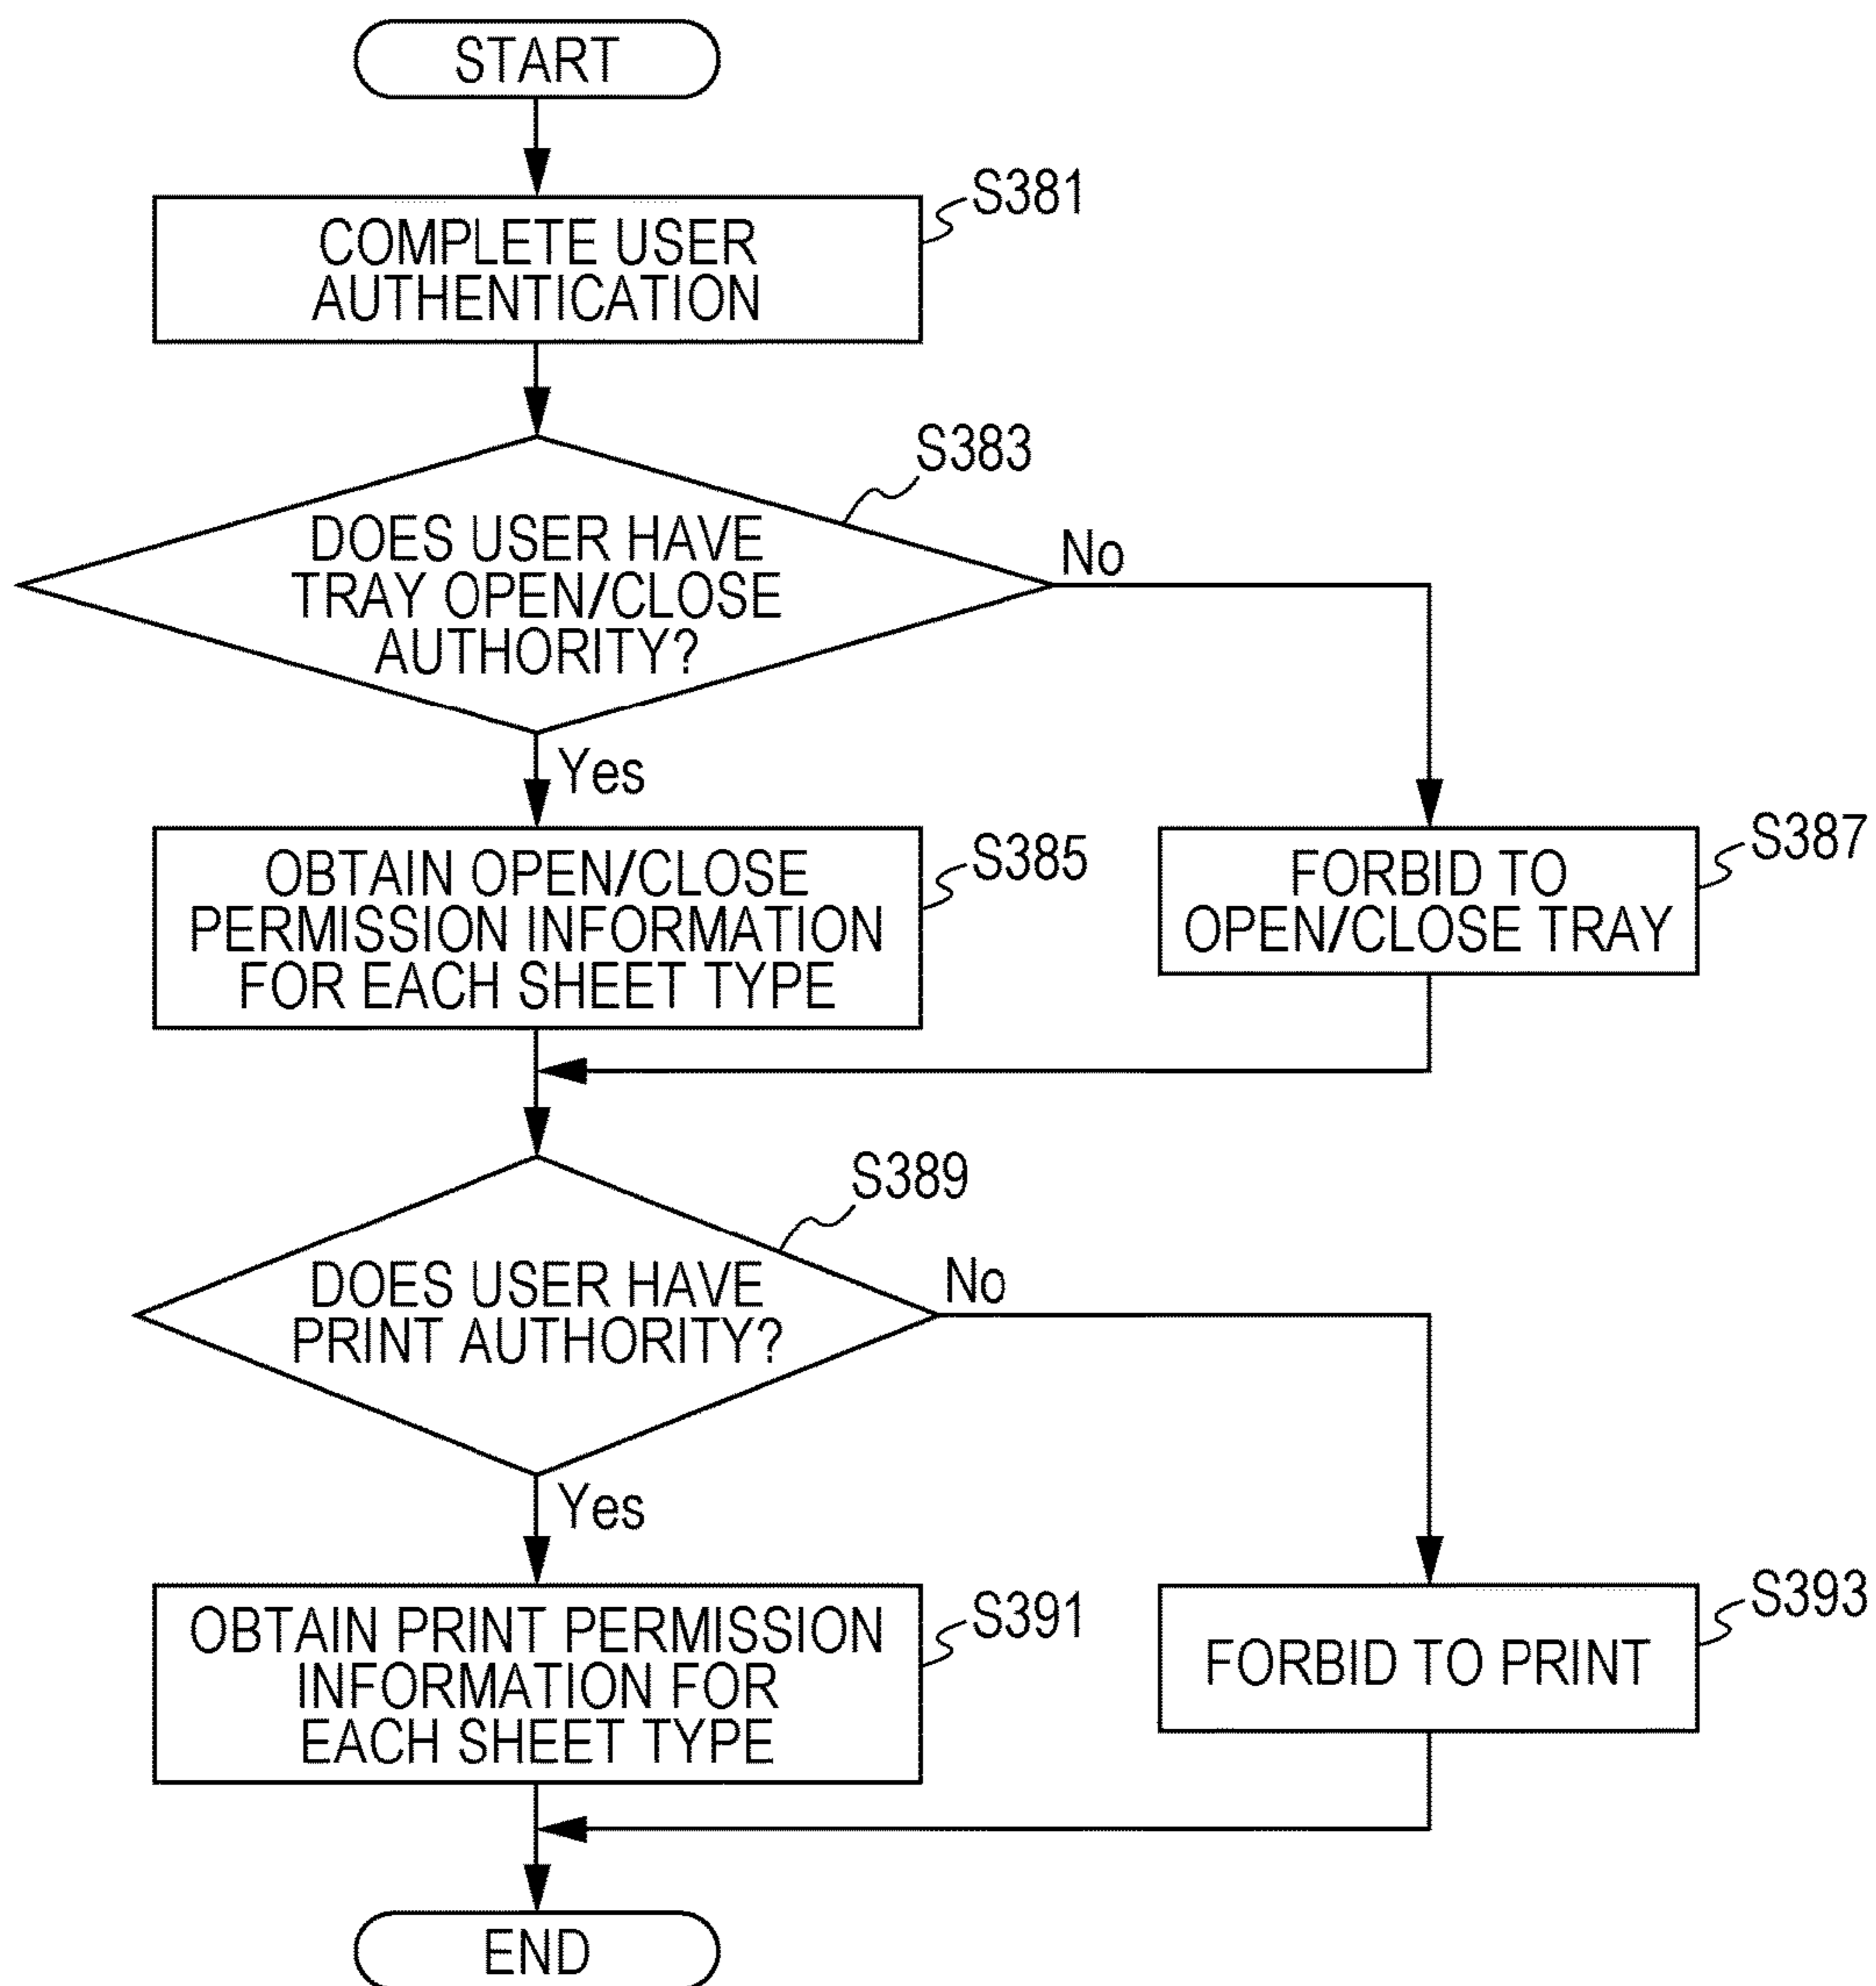 START
S381
COMPLETE USER
AUTHENTICATION
S383
DOES USER HAVE
TRAY OPEN/CLOSE
AUTHORITY?
No
Yes
S385
OBTAIN OPEN/CLOSE
PERMISSION INFORMATION
FOR EACH SHEET TYPE
S387
FORBID TO
OPEN/CLOSE TRAY
S389
DOES USER HAVE
PRINT AUTHORITY?
No
Yes
S391
OBTAIN PRINT PERMISSION
INFORMATION FOR
EACH SHEET TYPE
S393
FORBID TO PRINT
END